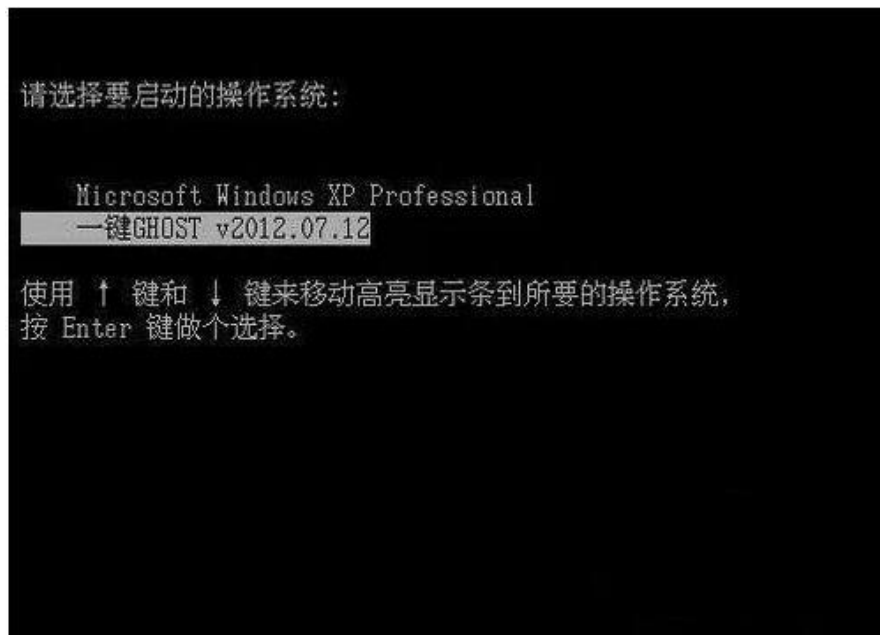 请选择要启动的操作系统:
Microsoft Windows XP Professional
一键GHOST v2012.07.12
使用 ↑ 键和 ↓ 键来移动高亮显示条到所要的操作系统,
按 Enter 键做个选择。